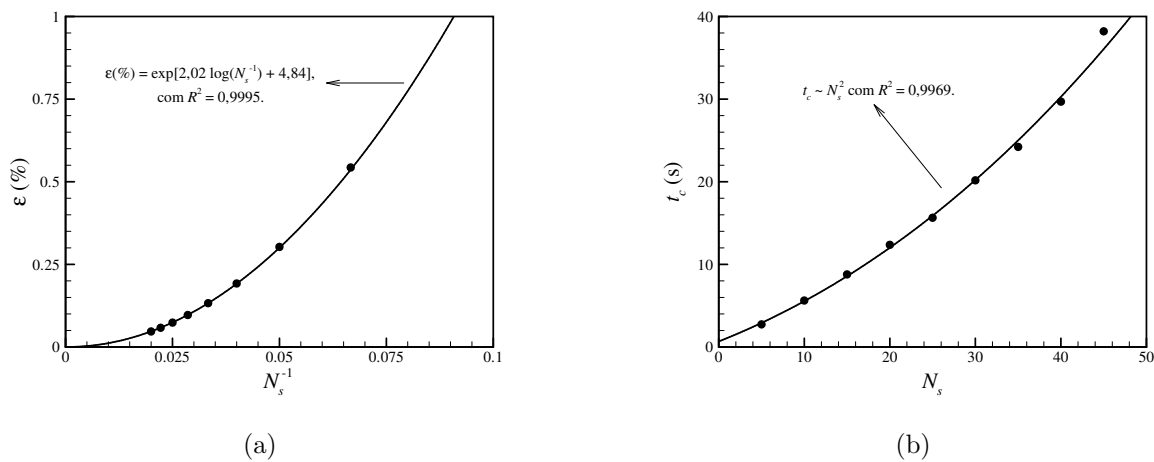 1
0.75
0.5
0.25
0
ε (%)
ε(%) = exp[2,02 log(N_s^-1) + 4,84],
com R² = 0,9995.
0
0.025
0.05
0.075
0.1
N_s^-1
(a)
40
30
20
10
0
t_c (s)
t_c ~ N_s^2 com R² = 0,9969.
0
10
20
30
40
50
N_s
(b)